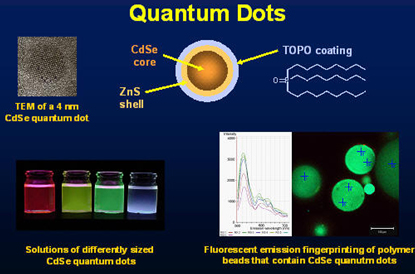 Quantum Dots
CdSe
core
TOPO coating
ZnS
shell
O
TEM of a 4 nm
CdSe quantum dot
Solutions of differently sized
CdSe quantum dots
Fluorescent emission fingerprinting of polymer
beads that contain CdSe quanutm dots